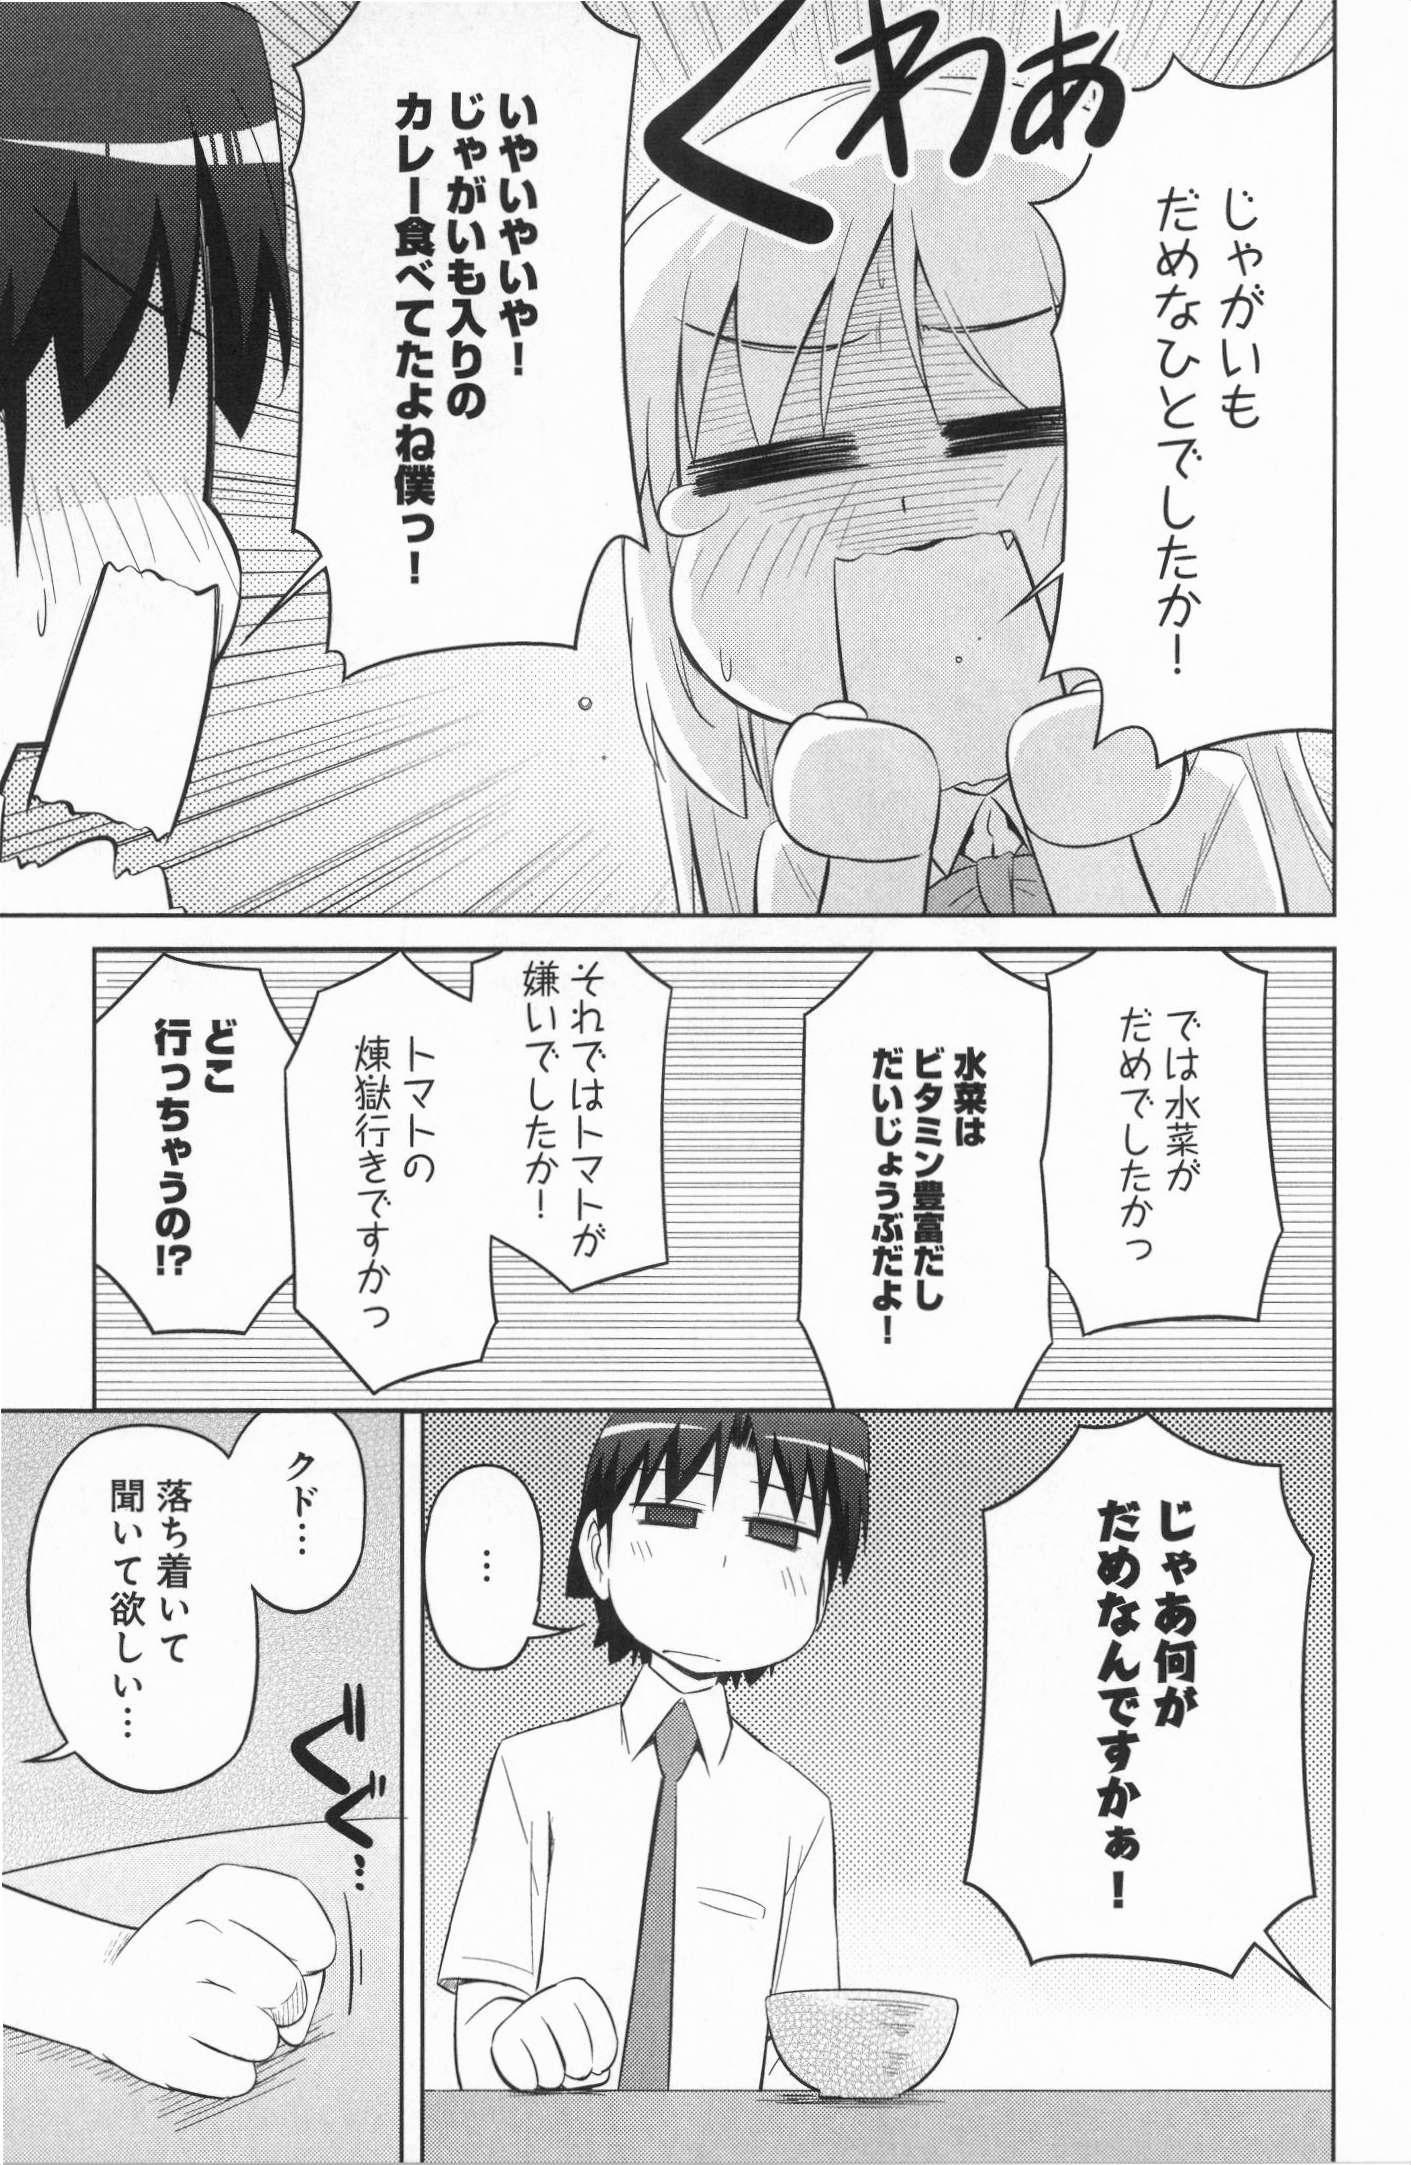 じゃがいも
だめなひとでしたか！
くわぁ
いやいやいや！
じゃがいも入りの
カレー食べてたよね僕っ！
では水菜が
だめでしたかっ
水菜は
ビタミン豊富だし
だいじょうぶだよ！
それではトマトが
嫌いでしたか！
トマトの
煉獄行きですかっ
どこ
行っちゃうの!?
じゃあ何が
だめなんですかぁ！
…
クド…
落ち着いて
聞いて欲しい…
ぐぐ…